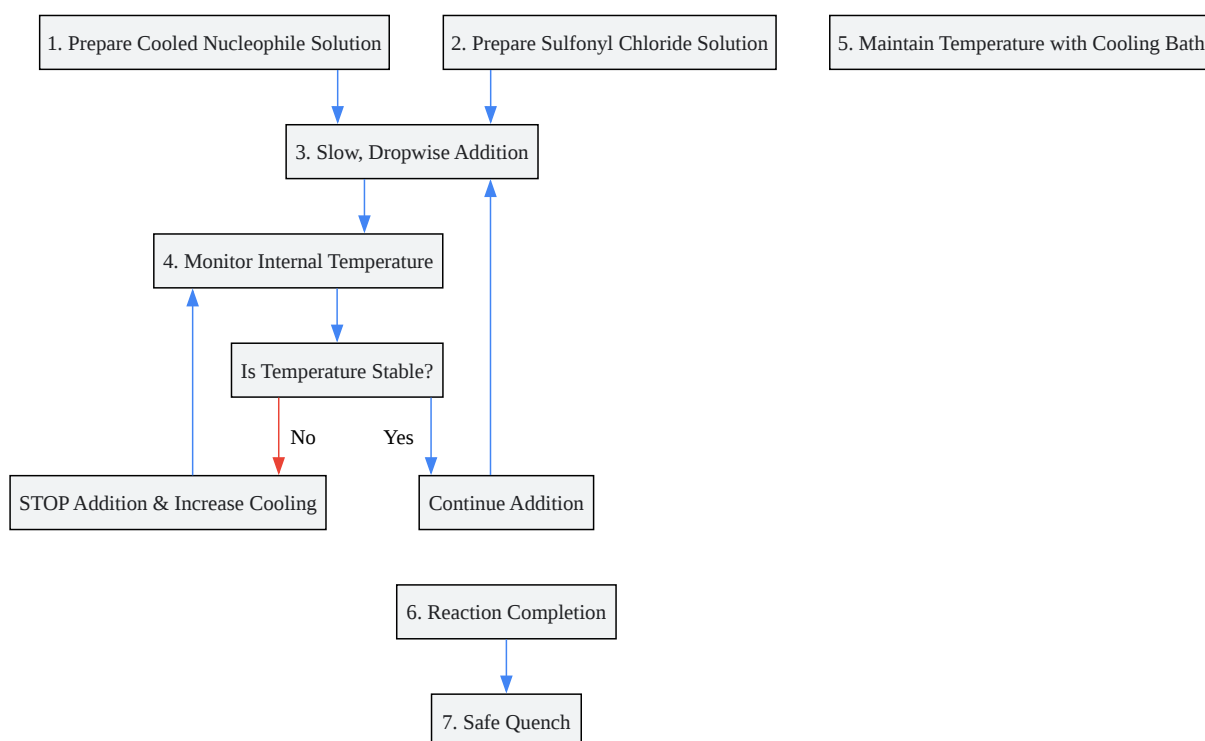 1. Prepare Cooled Nucleophile Solution
2. Prepare Sulfonyl Chloride Solution
5. Maintain Temperature with Cooling Bath
3. Slow, Dropwise Addition
4. Monitor Internal Temperature
Is Temperature Stable?
No
Yes
STOP Addition & Increase Cooling
Continue Addition
6. Reaction Completion
7. Safe Quench